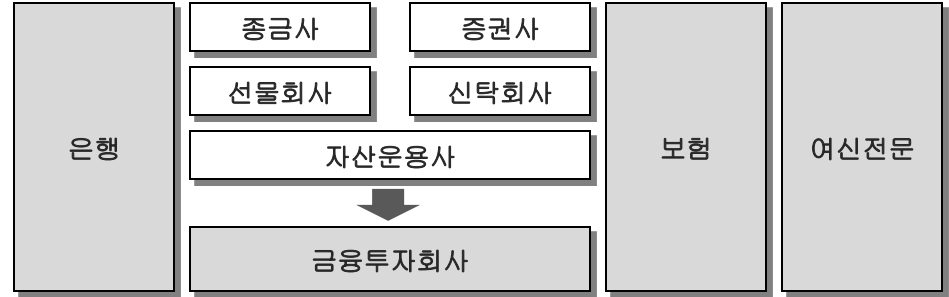 종금사
증권사
선물회사
신탁회사
은행
자산운용사
보험
여신전문
금융투자회사